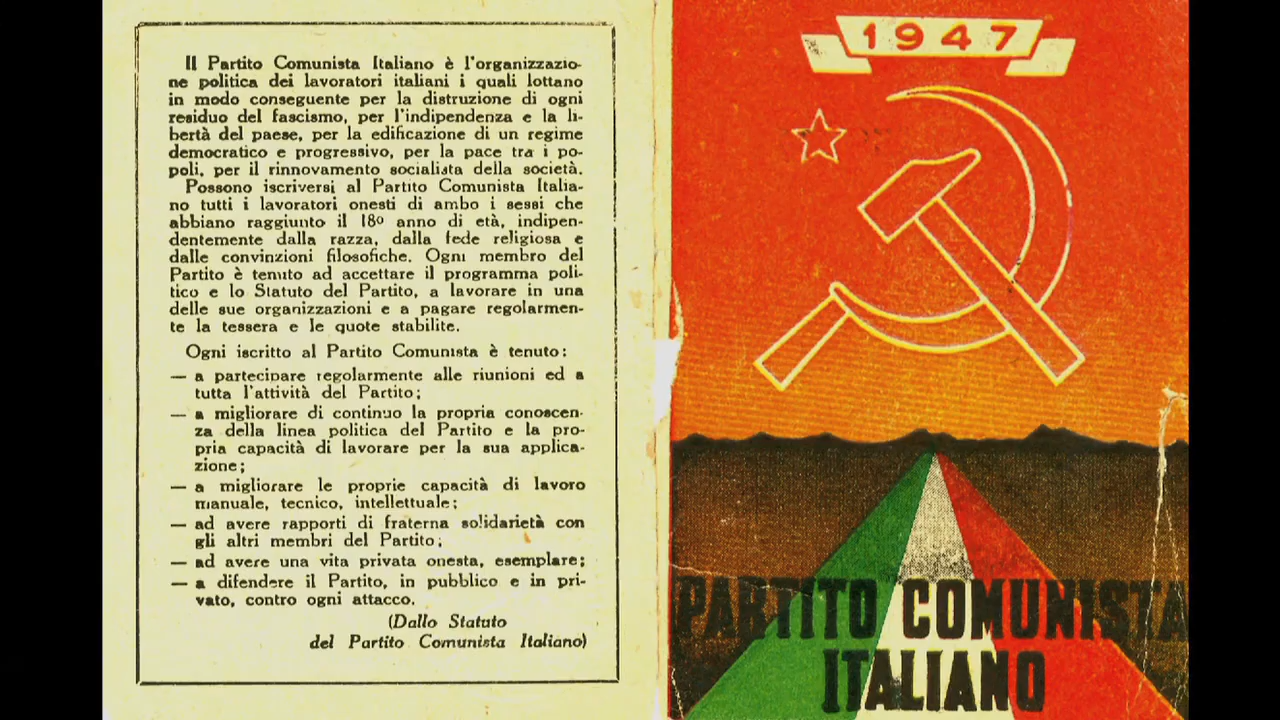 Il Partito Comunista Italiano è l'organizzazio-
ne politica dei lavoratori italiani i quali lottano
in modo conseguente per la distruzione di ogni
residuo del fascismo, per l'indipendenza e la li-
bertà del paese, per la edificazione di un regime
democratico e progressivo, per la pace tra i po-
poli, per il rinnovamento socialista della società.
Possono iscriversi al Partito Comunista Italia-
no tutti i lavoratori onesti di ambo i sessi che
abbiano raggiunto il 18º anno di età, indipen-
dentemente dalla razza, dalla fede religiosa e
dalle convinzioni filosofiche. Ogni membro del
Partito è tenuto ad accettare il programma poli-
tico e lo Statuto del Partito, a lavorare in una
delle sue organizzazioni e a pagare regolarmen-
te la tessera e le quote stabilite.
Ogni iscritto al Partito Comunista è tenuto:
— a partecipare regolarmente alle riunioni ed a
tutta l'attività del Partito;
— a migliorare di continuo la propria conoscen-
za della linea politica del Partito e la pro-
pria capacità di lavorare per la sua applica-
zione;
— a migliorare le proprie capacità di lavoro
manuale, tecnico, intellettuale;
— ad avere rapporti di fraterna solidarietà con
gli altri membri del Partito;
— ad avere una vita privata onesta, esemplare;
— a difendere il Partito, in pubblico e in pri-
vato, contro ogni attacco.
(Dallo Statuto
del Partito Comunista Italiano)
1947
PARTITO COMUNISTA
ITALIANO